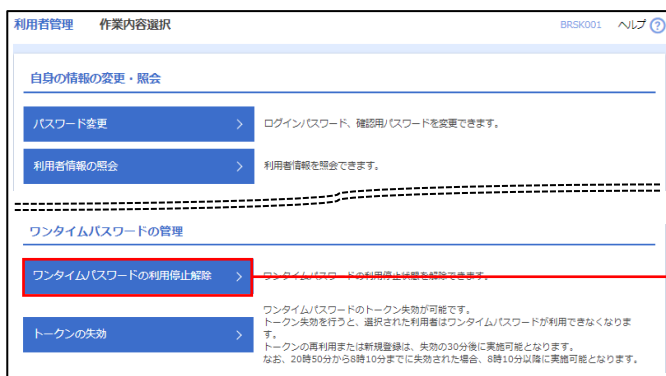 利用者管理 作業内容選択 BRSK001 ヘルプ ?
自身の情報の変更・照会
パスワード変更 > ログインパスワード、確認用パスワードを変更できます。
利用者情報の照会 > 利用者情報を照会できます。
ワンタイムパスワードの管理
ワンタイムパスワードの利用停止解除 > ワンタイムパスワードの利用停止状態を解除できます。
ワンタイムパスワードのトークン失効が可能です。
トークン失効を行うと、選択された利用者はワンタイムパスワードが利用できなくなりま
トークンの失効 > す。
トークンの再利用または新規登録は、失効の30分後に実施可能となります。
なお、20時50分から8時10分までに失効された場合、8時10分以降に実施可能となります。